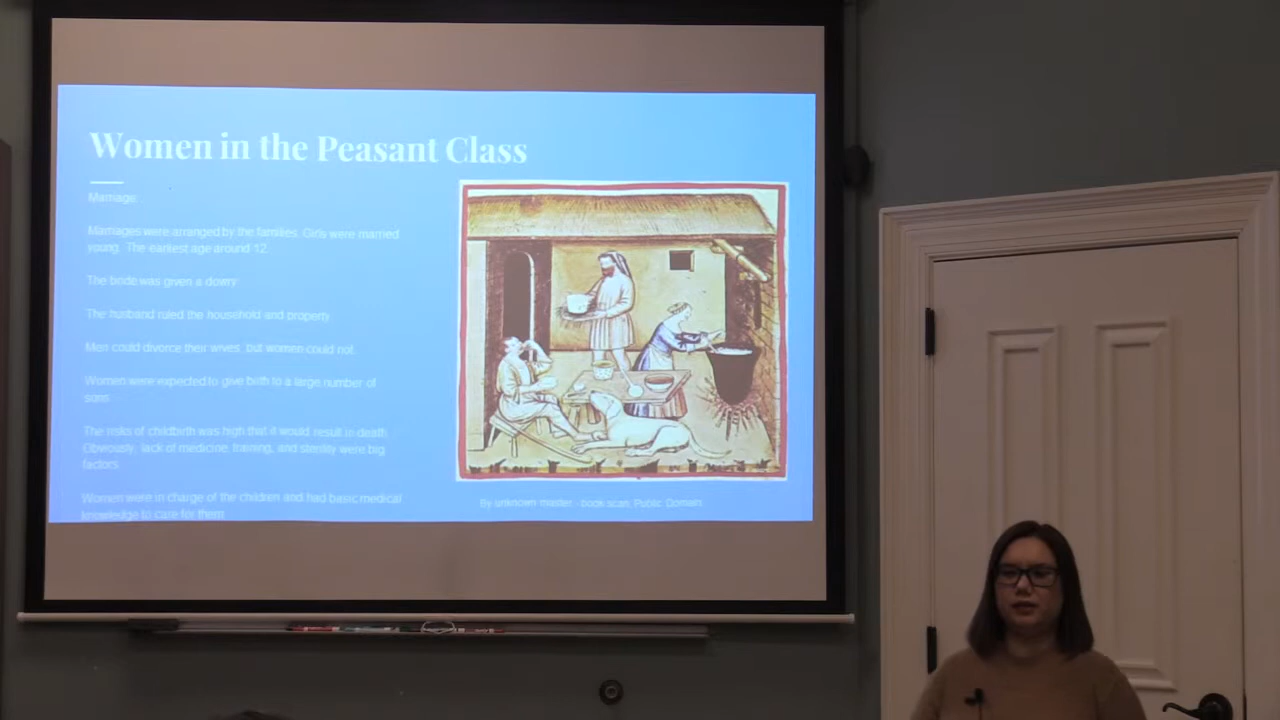 Women in the Peasant Class
Marriage:
Marriages were arranged by the families. Girls were married
young. The earliest age around 12.
The bride was given a dowry
The husband ruled the household and property.
Men could divorce their wives, but women could not.
Women were expected to give birth to a large number of
sons.
The risks of childbirth was high that it would result in death.
Obviously, lack of medicine, training, and sterility were big
factors.
Women were in charge of the children and had basic medical
knowledge to care for them
By unknown master - book scan, Public Domain